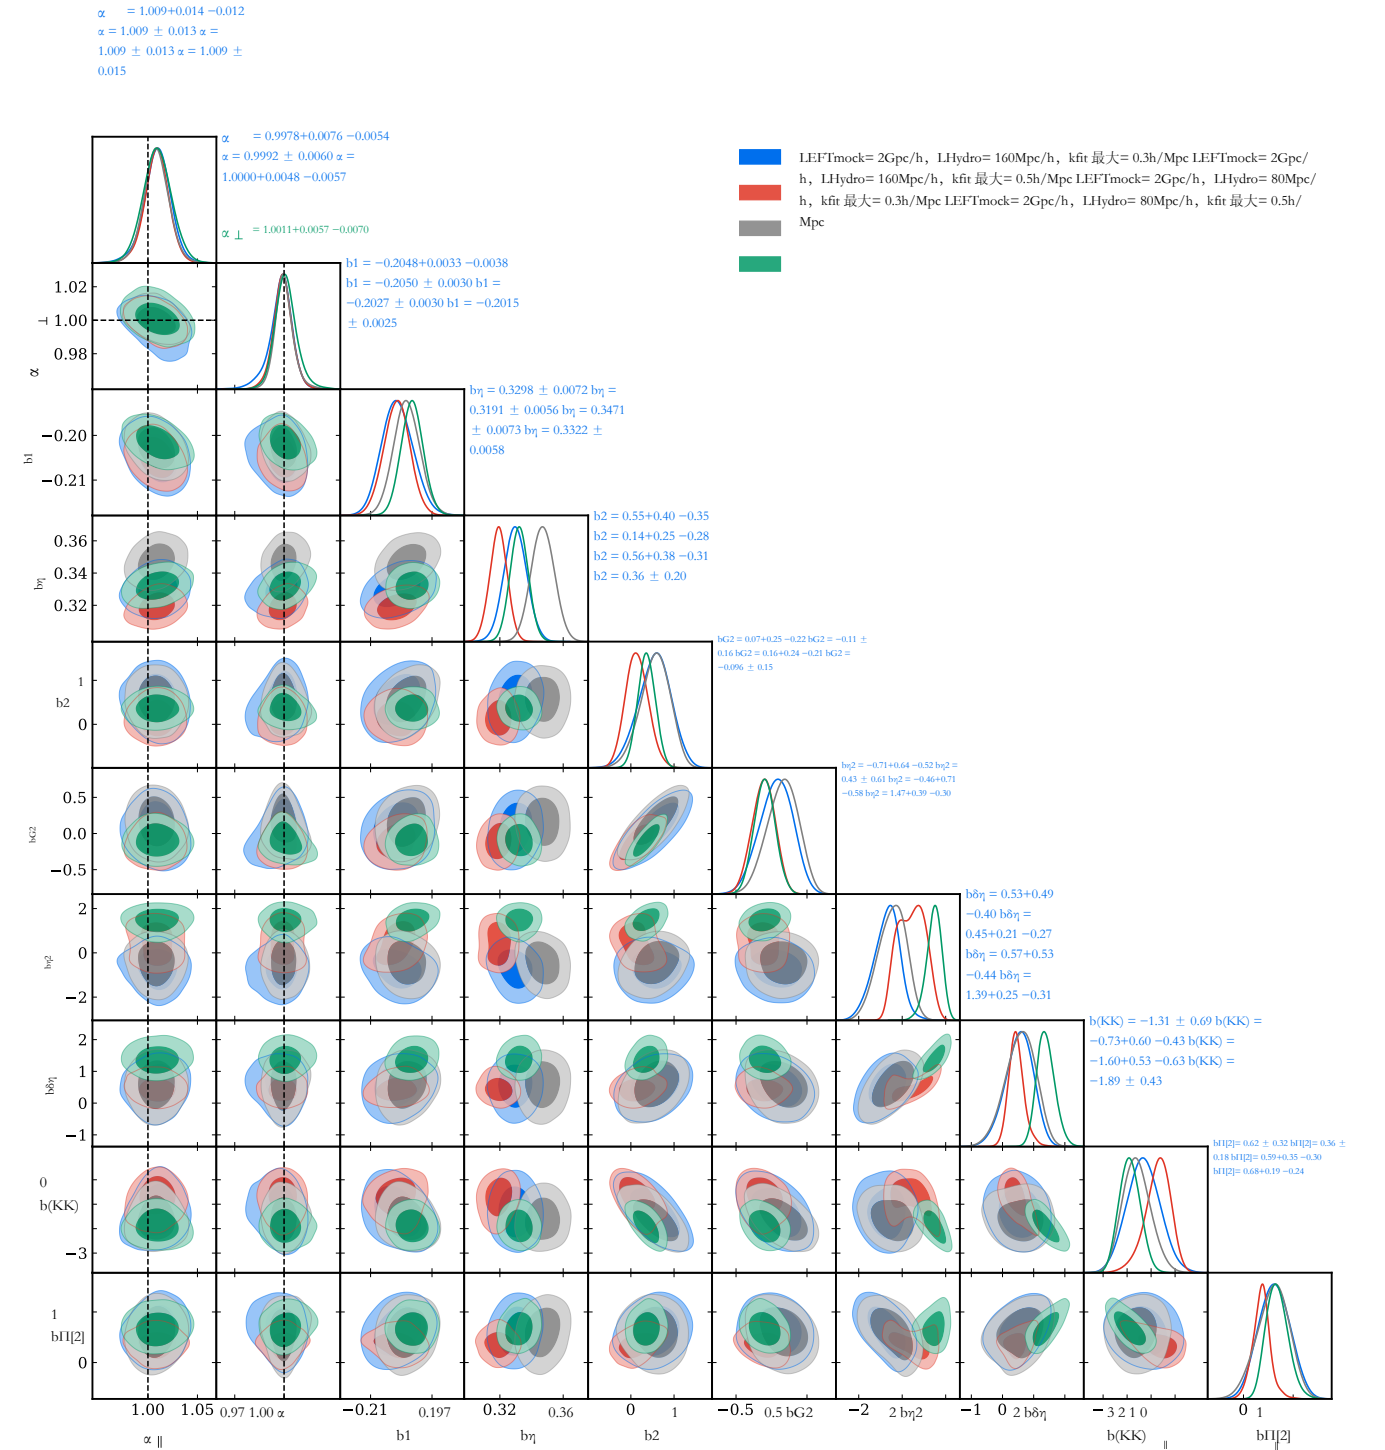 α = 1.009+0.014 −0.012
α = 1.009 ± 0.013 α =
1.009 ± 0.013 α = 1.009 ±
0.015
α = 0.9978+0.0076 −0.0054
α = 0.9992 ± 0.0060 α =
1.0000+0.0048 −0.0057
α ⊥ = 1.0011+0.0057 −0.0070
LEFTmock= 2Gpc/h, LHydro= 160Mpc/h, kfit 最大= 0.3h/Mpc LEFTmock= 2Gpc/
h, LHydro= 160Mpc/h, kfit 最大= 0.5h/Mpc LEFTmock= 2Gpc/h, LHydro= 80Mpc/
h, kfit 最大= 0.3h/Mpc LEFTmock= 2Gpc/h, LHydro= 80Mpc/h, kfit 最大= 0.5h/
Mpc
b1 = −0.2048+0.0033 −0.0038
b1 = −0.2050 ± 0.0030 b1 =
−0.2027 ± 0.0030 b1 = −0.2015
± 0.0025
1.02
1.00
0.98
α ⊥
bη = 0.3298 ± 0.0072 bη =
0.3191 ± 0.0056 bη = 0.3471
± 0.0073 bη = 0.3322 ±
0.0058
−0.20
−0.21
b1
b2 = 0.55+0.40 −0.35
b2 = 0.14+0.25 −0.28
b2 = 0.56+0.38 −0.31
b2 = 0.36 ± 0.20
0.36
0.34
0.32
bη
bG2 = 0.07+0.25 −0.22 bG2 = −0.11 ±
0.16 bG2 = 0.16+0.24 −0.21 bG2 =
−0.096 ± 0.15
1
0
b2
bη2 = −0.71+0.64 −0.52 bη2 =
0.43 ± 0.61 bη2 = −0.46+0.71
−0.58 bη2 = 1.47+0.39 −0.30
0.5
0.0
−0.5
bG2
bδη = 0.53+0.49
−0.40 bδη =
0.45+0.21 −0.27
bδη = 0.57+0.53
−0.44 bδη =
1.39+0.25 −0.31
2
0
−2
bη2
b(KK) = −1.31 ± 0.69 b(KK) =
−0.73+0.60 −0.43 b(KK) =
−1.60+0.53 −0.63 b(KK) =
−1.89 ± 0.43
2
1
0
−1
bδη
bΠ[2]= 0.62 ± 0.32 bΠ[2]= 0.36 ±
0.18 bΠ[2]= 0.59+0.35 −0.30
bΠ[2]= 0.68+0.19 −0.24
0
b(KK)
−3
1
bΠ[2]
0
1.00 1.05 0.97 1.00 α −0.21 0.197 0.32 0.36 0 1 −0.5 0.5 bG2 −2 2 bη2 −1 0 2 bδη −3 2 1 0 0 1
α ∥ b1 bη b2 b(KK) ∥ bΠ[2] ∥